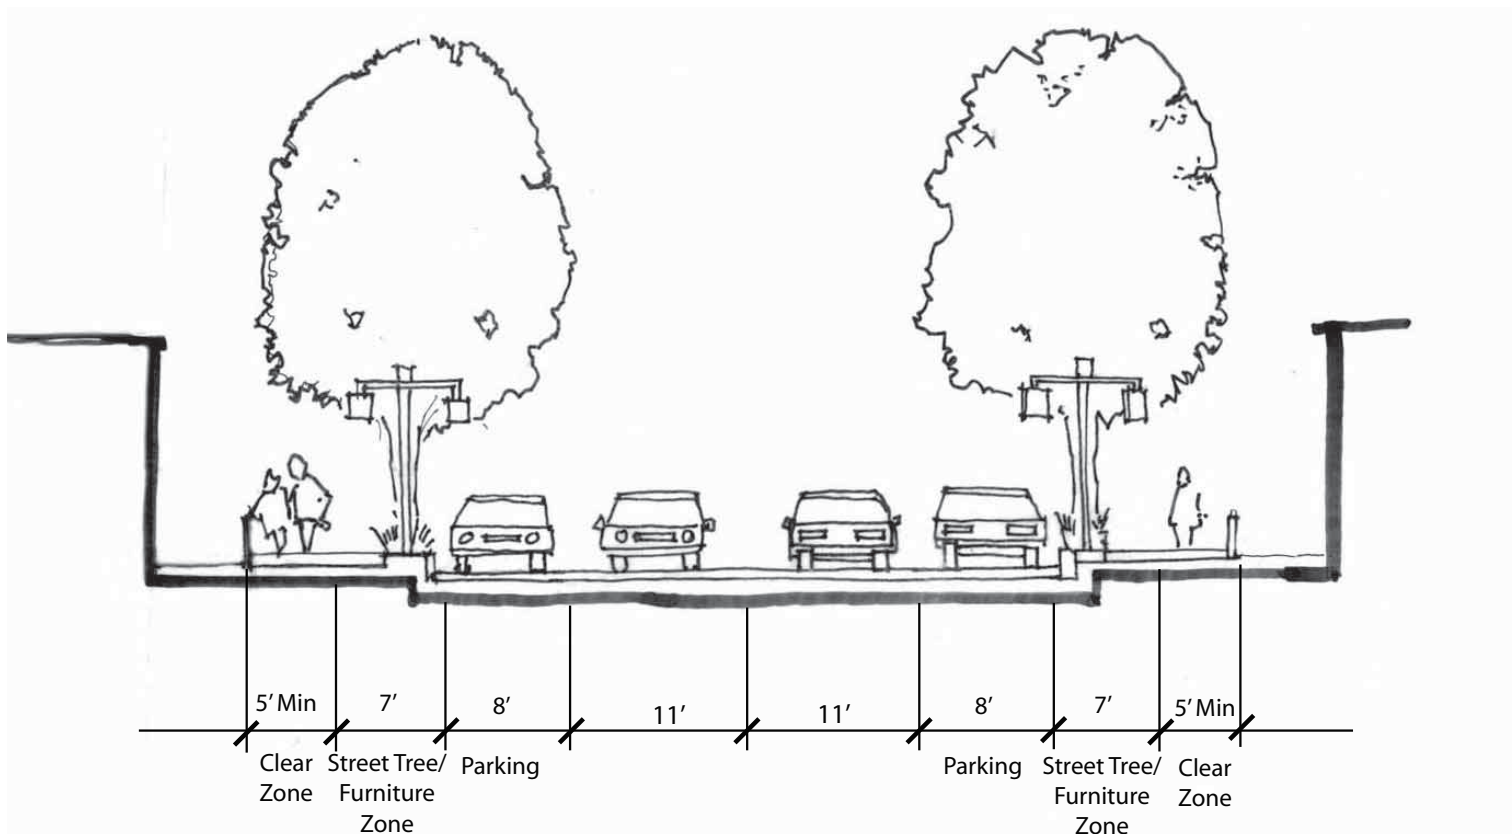 5' Min
7'
8'
11'
11'
8'
7'
5' Min
Clear
Zone
Street Tree/
Furniture
Zone
Parking
Parking
Street Tree/
Furniture
Zone
Clear
Zone